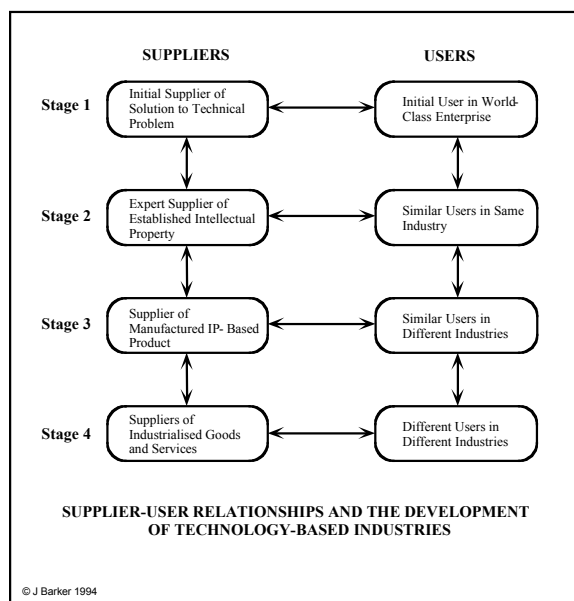 SUPPLIERS
USERS
Stage 1
Initial Supplier of
Solution to Technical
Problem
Initial User in World-
Class Enterprise
Stage 2
Expert Supplier of
Established Intellectual
Property
Similar Users in Same
Industry
Stage 3
Supplier of
Manufactured IP- Based
Product
Similar Users in
Different Industries
Stage 4
Suppliers of
Industrialised Goods
and Services
Different Users in
Different Industries
SUPPLIER-USER RELATIONSHIPS AND THE DEVELOPMENT
OF TECHNOLOGY-BASED INDUSTRIES
© J Barker 1994